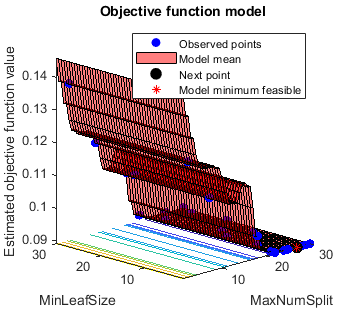 Objective function model
Observed points
Model mean
Next point
Model minimum feasible
Estimated objective function value
0.14
0.13
0.12
0.11
0.1
0.09
30
20
10
10
20
30
MinLeafSize
MaxNumSplit